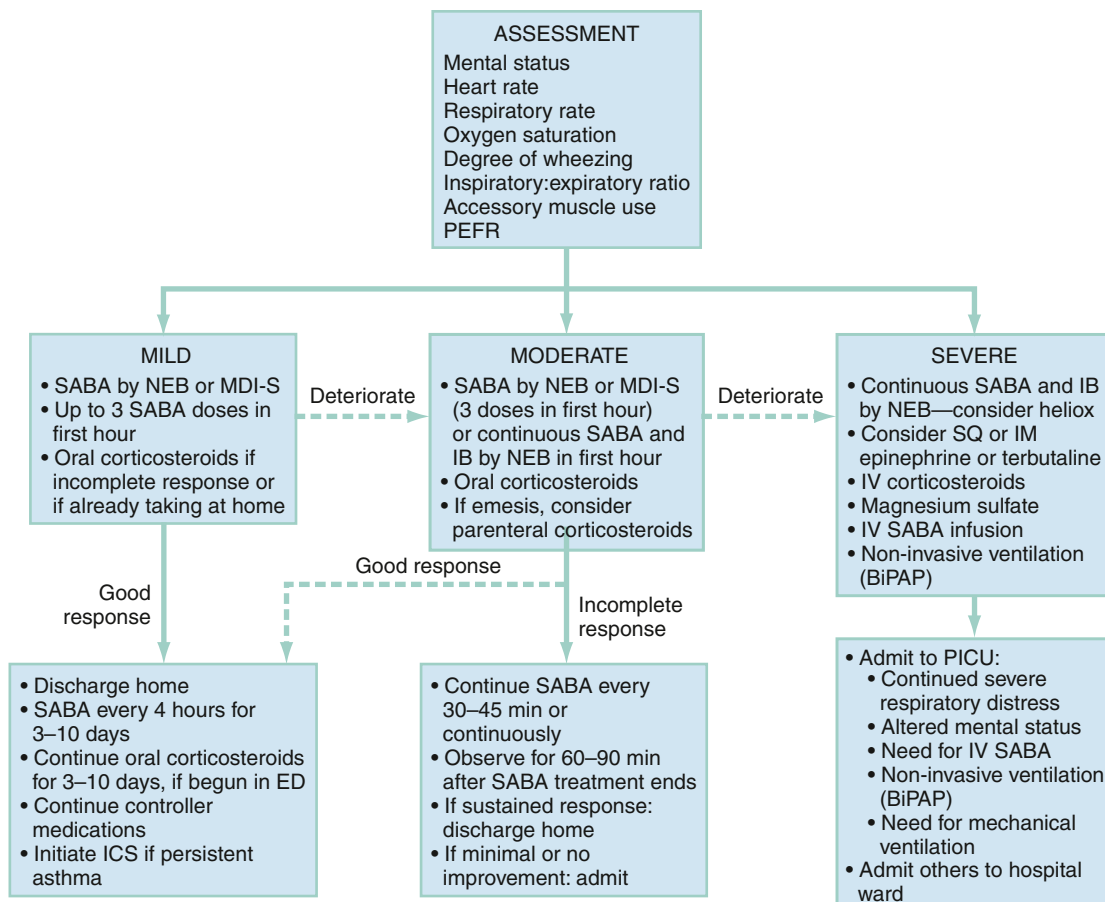 ASSESSMENT
Mental status
Heart rate
Respiratory rate
Oxygen saturation
Degree of wheezing
Inspiratory:expiratory ratio
Accessory muscle use
PEFR
MILD
• SABA by NEB or MDI-S
• Up to 3 SABA doses in
first hour
• Oral corticosteroids if
incomplete response or
if already taking at home
Deteriorate
MODERATE
• SABA by NEB or MDI-S
(3 doses in first hour)
or continuous SABA and
IB by NEB in first hour
• Oral corticosteroids
• If emesis, consider
parenteral corticosteroids
Deteriorate
SEVERE
• Continuous SABA and IB
by NEB—consider heliox
• Consider SQ or IM
epinephrine or terbutaline
• IV corticosteroids
• Magnesium sulfate
• IV SABA infusion
• Non-invasive ventilation
(BiPAP)
Good
response
Good response
Incomplete
response
• Discharge home
• SABA every 4 hours for
3–10 days
• Continue oral corticosteroids
for 3–10 days, if begun in ED
• Continue controller
medications
• Initiate ICS if persistent
asthma
• Continue SABA every
30–45 min or
continuously
• Observe for 60–90 min
after SABA treatment ends
• If sustained response:
discharge home
• If minimal or no
improvement: admit
• Admit to PICU:
• Continued severe
respiratory distress
• Altered mental status
• Need for IV SABA
• Non-invasive ventilation
(BiPAP)
• Need for mechanical
ventilation
• Admit others to hospital
ward